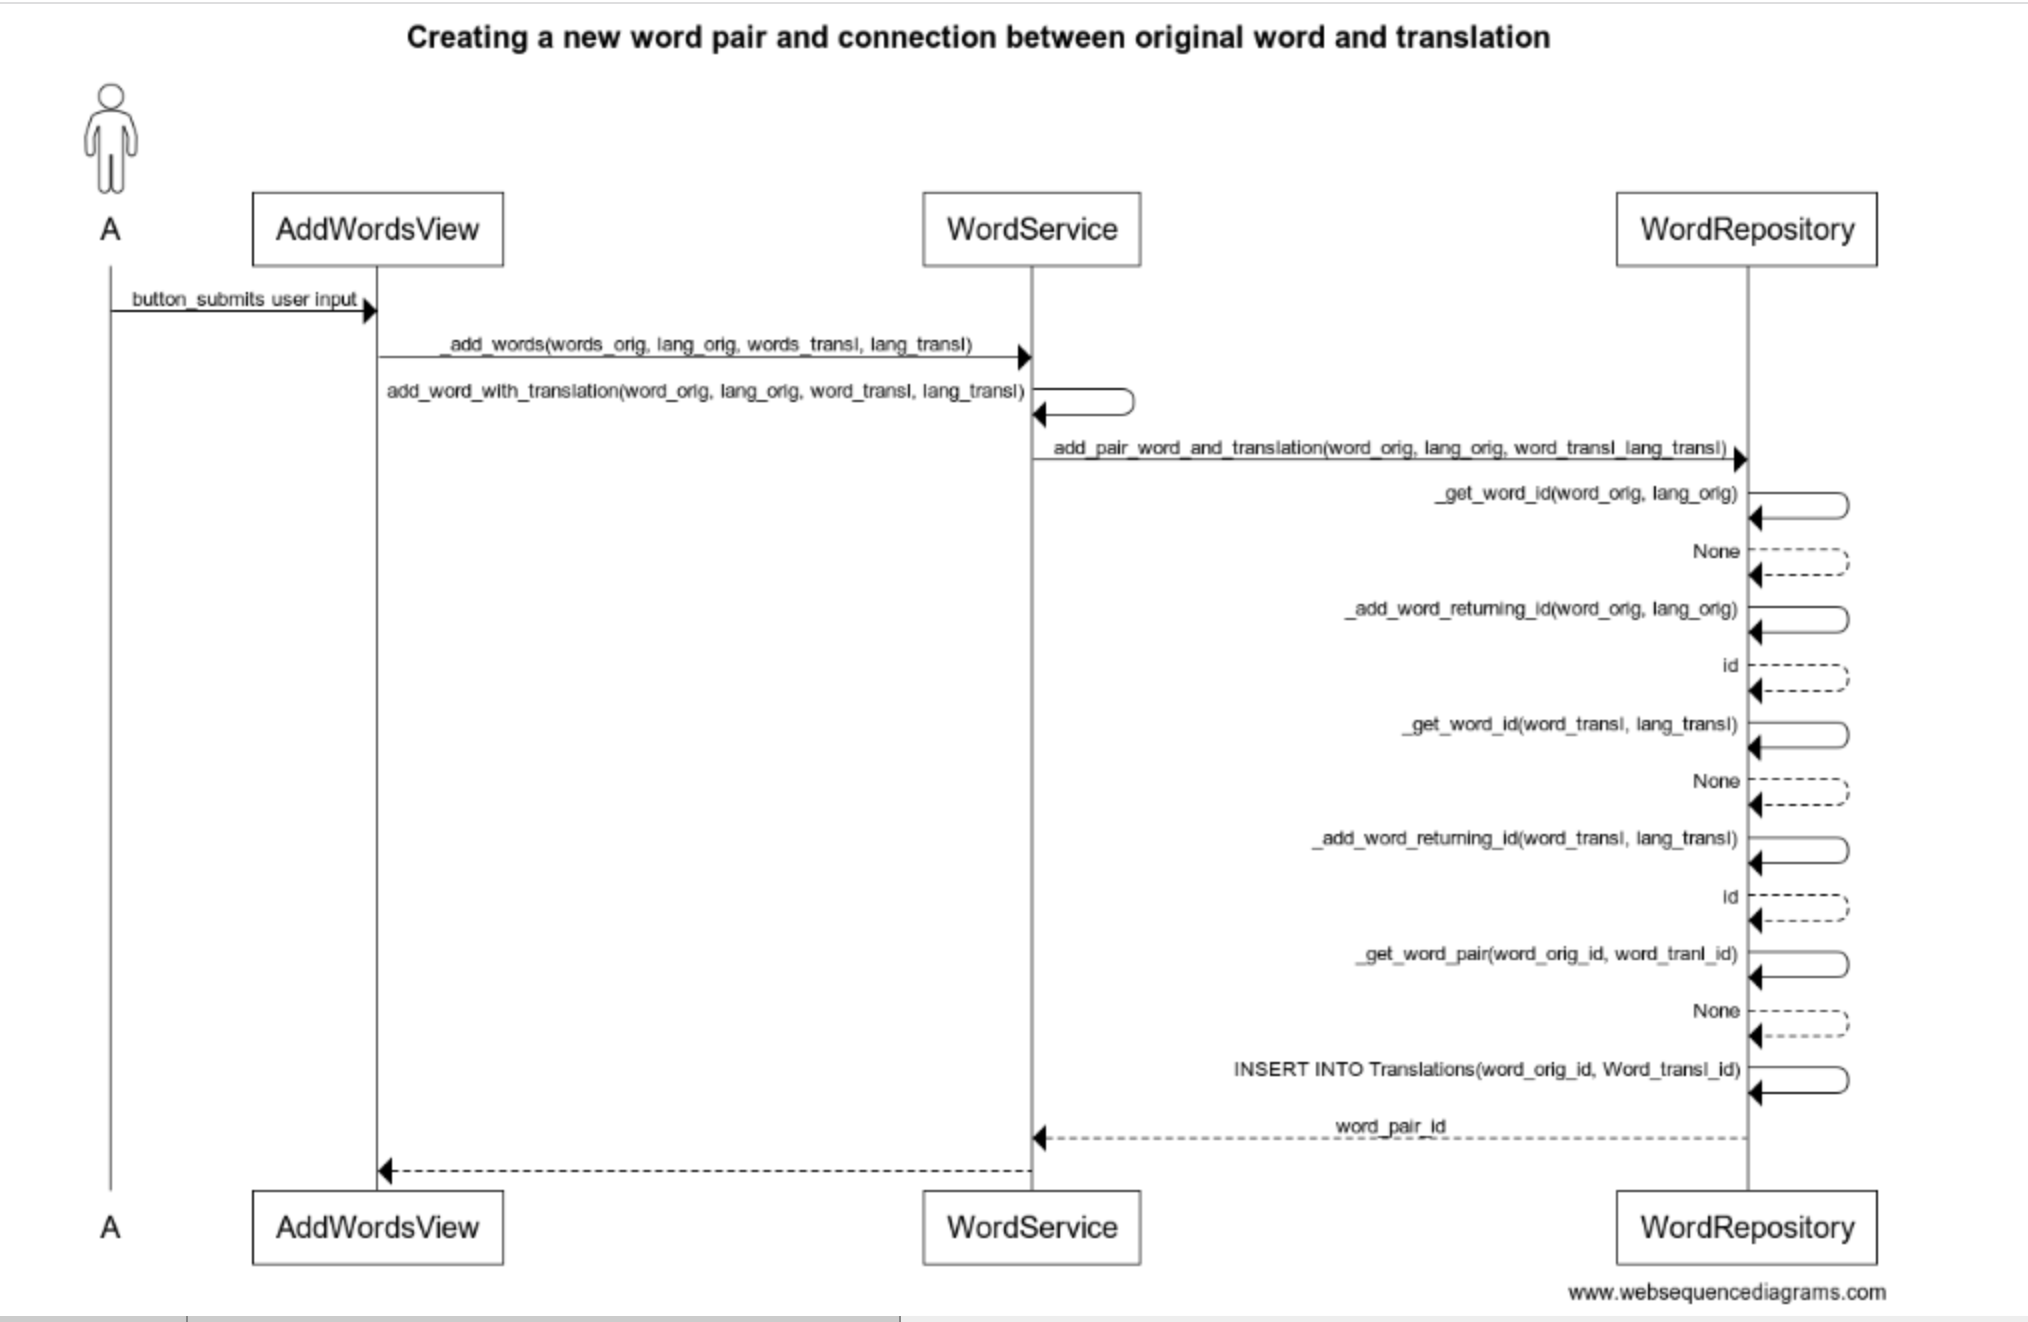 Creating a new word pair and connection between original word and translation
A
AddWordsView
WordService
WordRepository
button_submits user input
_add_words(words_orig, lang_orig, words_transl, lang_transl)
add_word_with_translation(word_orig, lang_orig, word_transl, lang_transl)
add_pair_word_and_translation(word_orig, lang_orig, word_transl_lang_transl)
_get_word_id(word_orig, lang_orig)
None
_add_word_returning_id(word_orig, lang_orig)
id
_get_word_id(word_transl, lang_transl)
None
_add_word_returning_id(word_transl, lang_transl)
id
_get_word_pair(word_orig_id, word_tranl_id)
None
INSERT INTO Translations(word_orig_id, Word_transl_id)
word_pair_id
A
AddWordsView
WordService
WordRepository
www.websequencediagrams.com